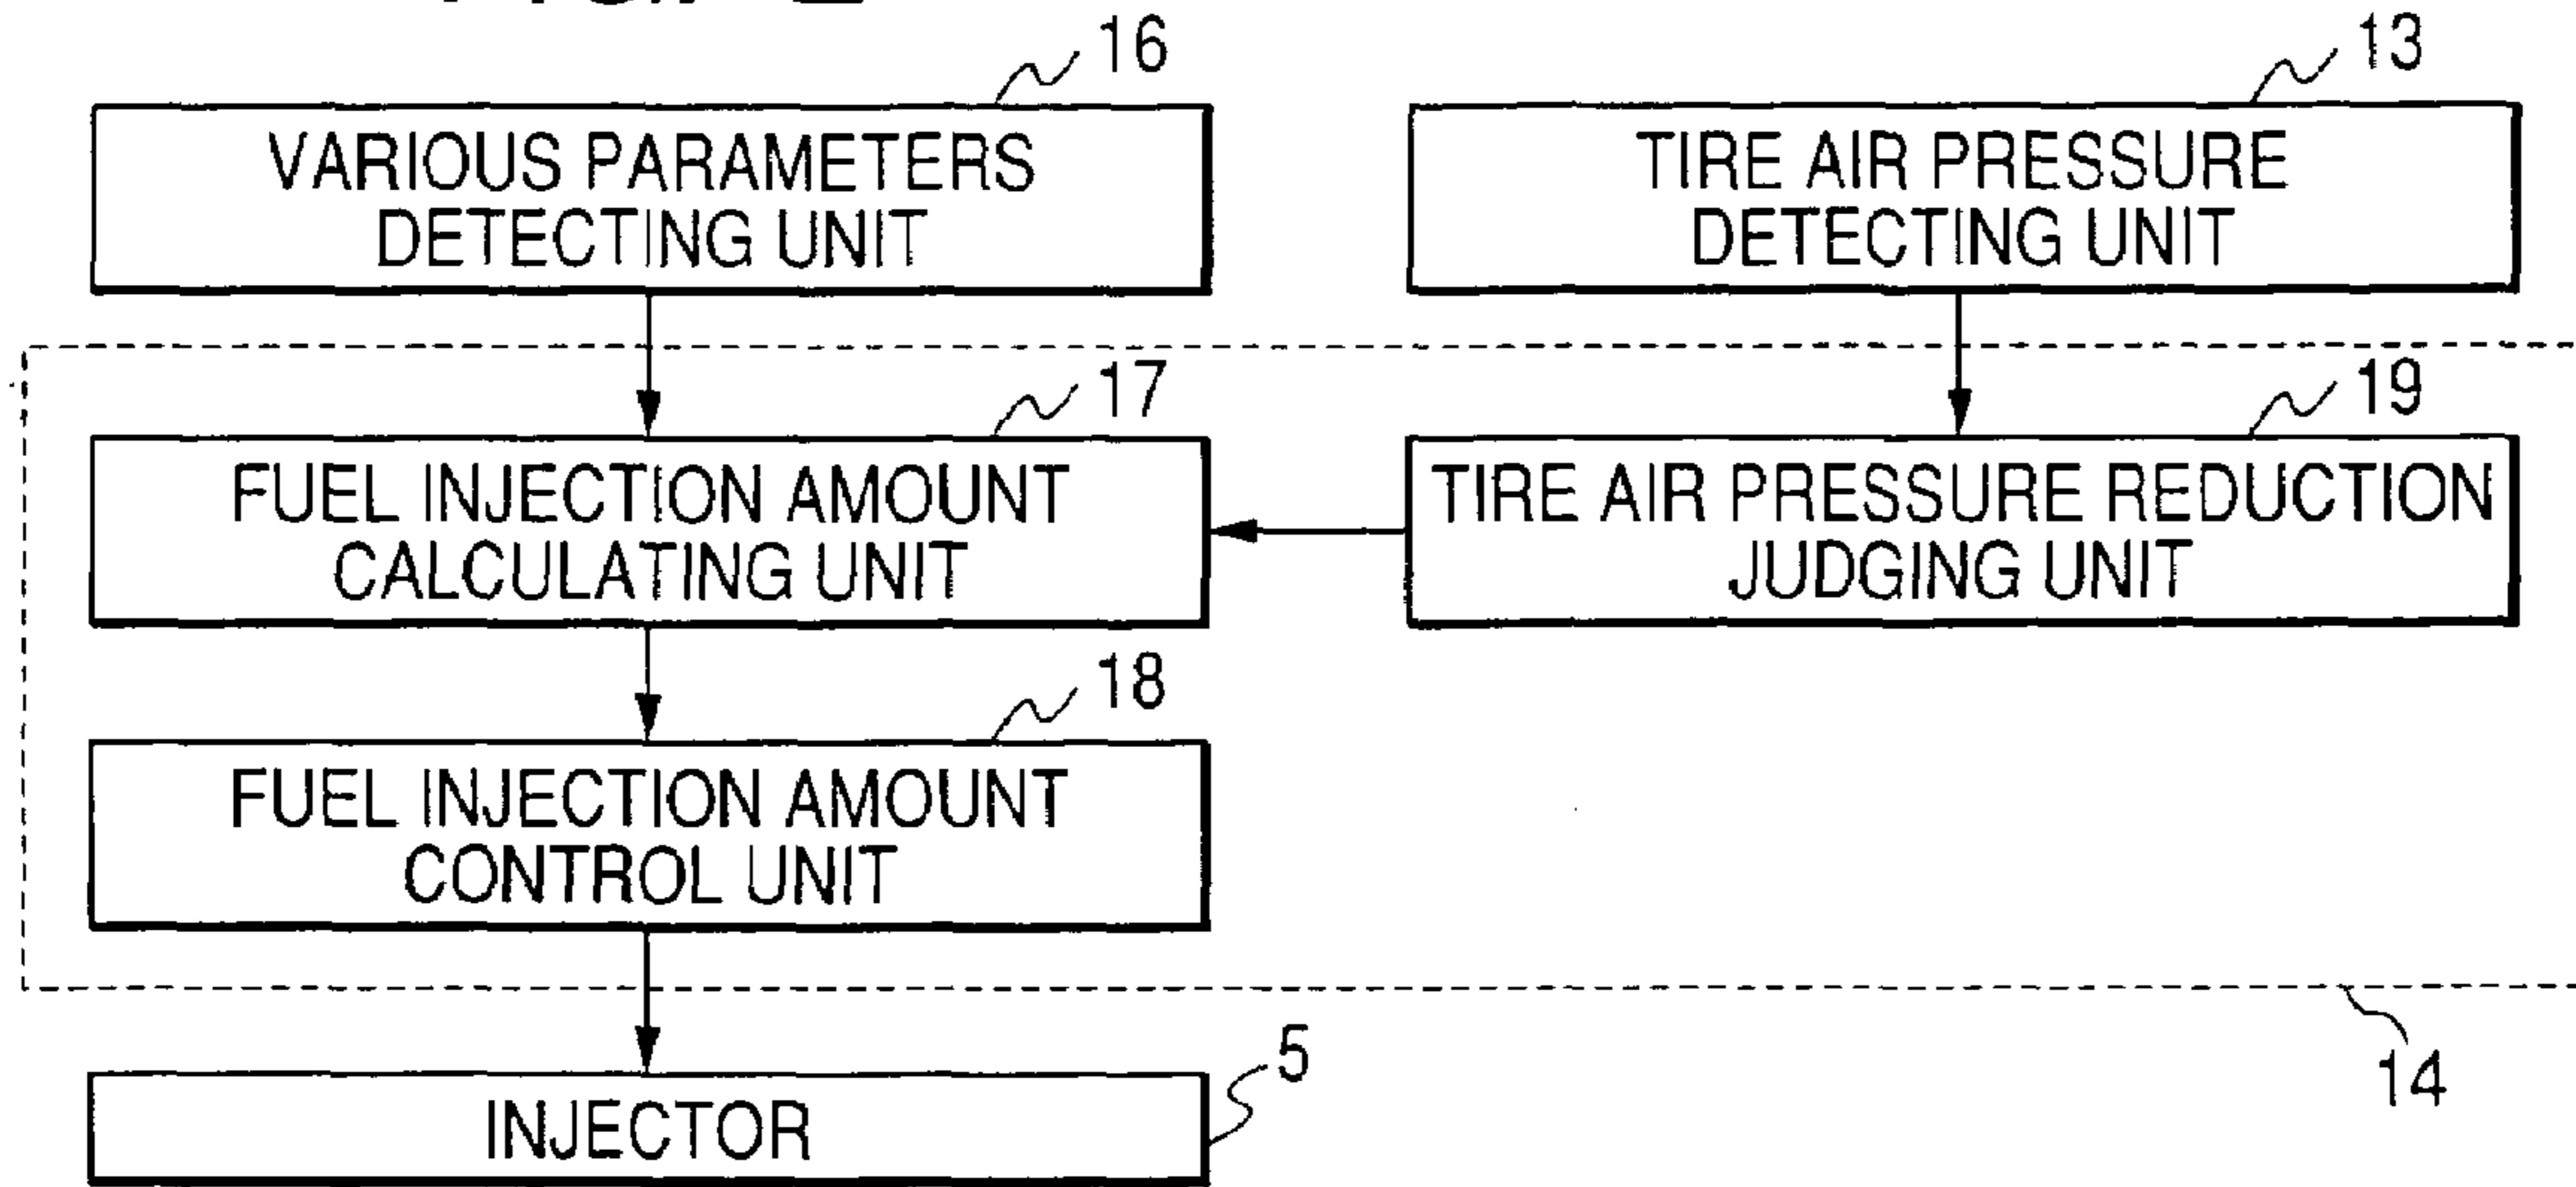 16
13
VARIOUS PARAMETERS
DETECTING UNIT
TIRE AIR PRESSURE
DETECTING UNIT
17
19
FUEL INJECTION AMOUNT
CALCULATING UNIT
TIRE AIR PRESSURE REDUCTION
JUDGING UNIT
18
FUEL INJECTION AMOUNT
CONTROL UNIT
5
14
INJECTOR